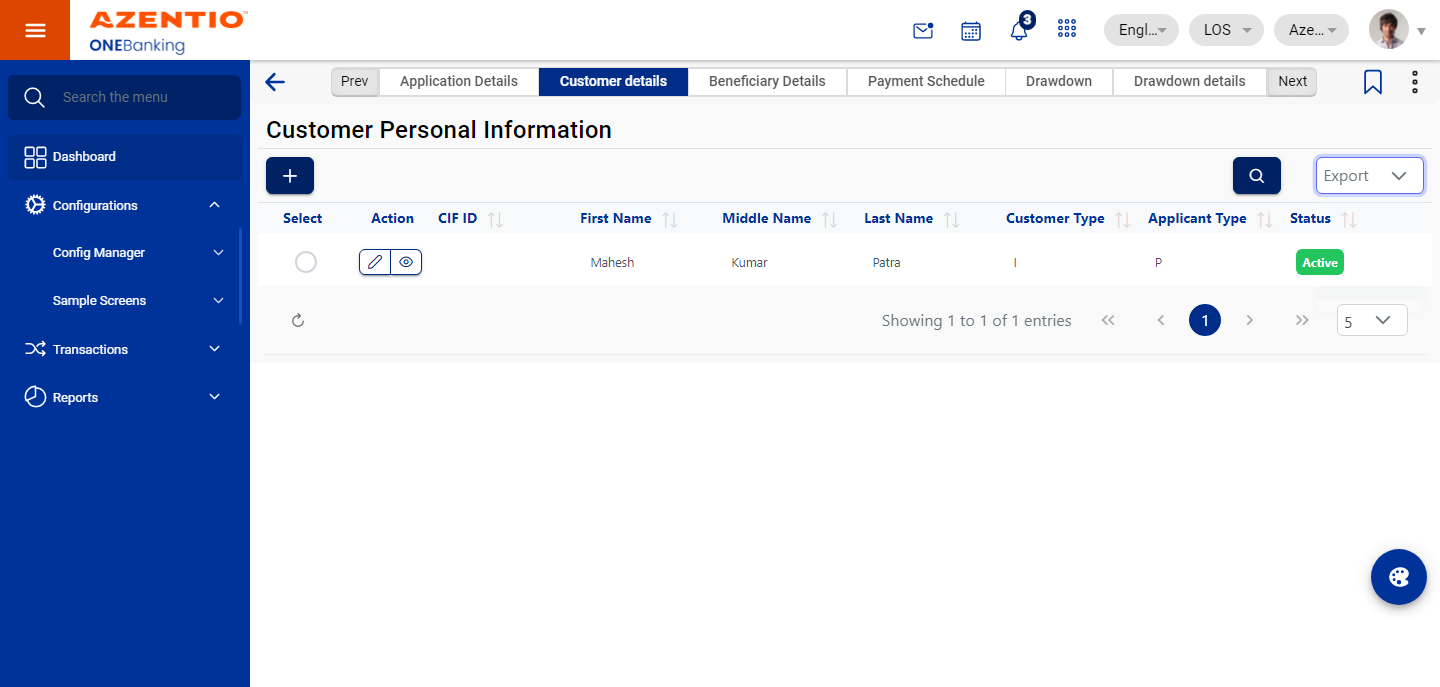 AZENTIO™
ONEBanking
3
Engl...
LOS
Aze...
Search the menu
Dashboard
Configurations
Config Manager
Sample Screens
Transactions
Reports
Prev
Application Details
Customer details
Beneficiary Details
Payment Schedule
Drawdown
Drawdown details
Next
Customer Personal Information
Export
Select Action CIF ID First Name Middle Name Last Name Customer Type Applicant Type Status
Mahesh Kumar Patra I P Active
Showing 1 to 1 of 1 entries
1
5